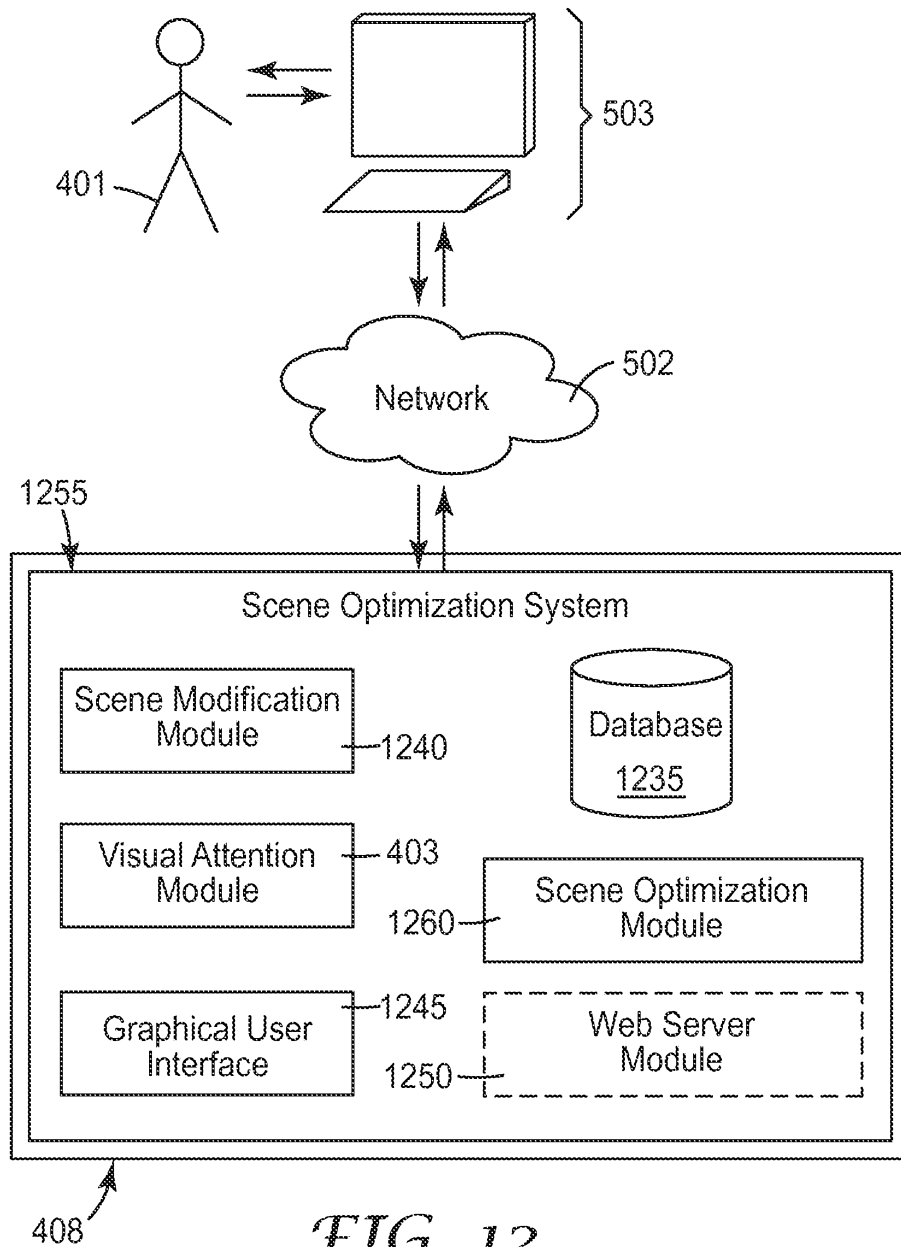 503
401
Network
502
1255
Scene Optimization System
Scene Modification
Module
1240
Database
1235
Visual Attention
Module
403
Scene Optimization
Module
1260
Graphical User
Interface
1245
Web Server
Module
1250
408
FIG. 12